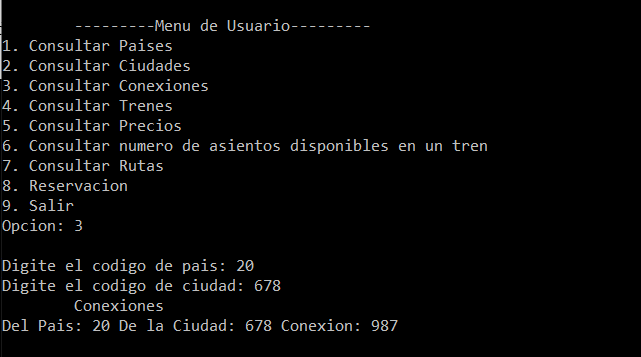 ---------Menu de Usuario---------
1. Consultar Paises
2. Consultar Ciudades
3. Consultar Conexiones
4. Consultar Trenes
5. Consultar Precios
6. Consultar numero de asientos disponibles en un tren
7. Consultar Rutas
8. Reservacion
9. Salir
Opcion: 3
Digite el codigo de pais: 20
Digite el codigo de ciudad: 678
Conexiones
Del Pais: 20 De la Ciudad: 678 Conexion: 987